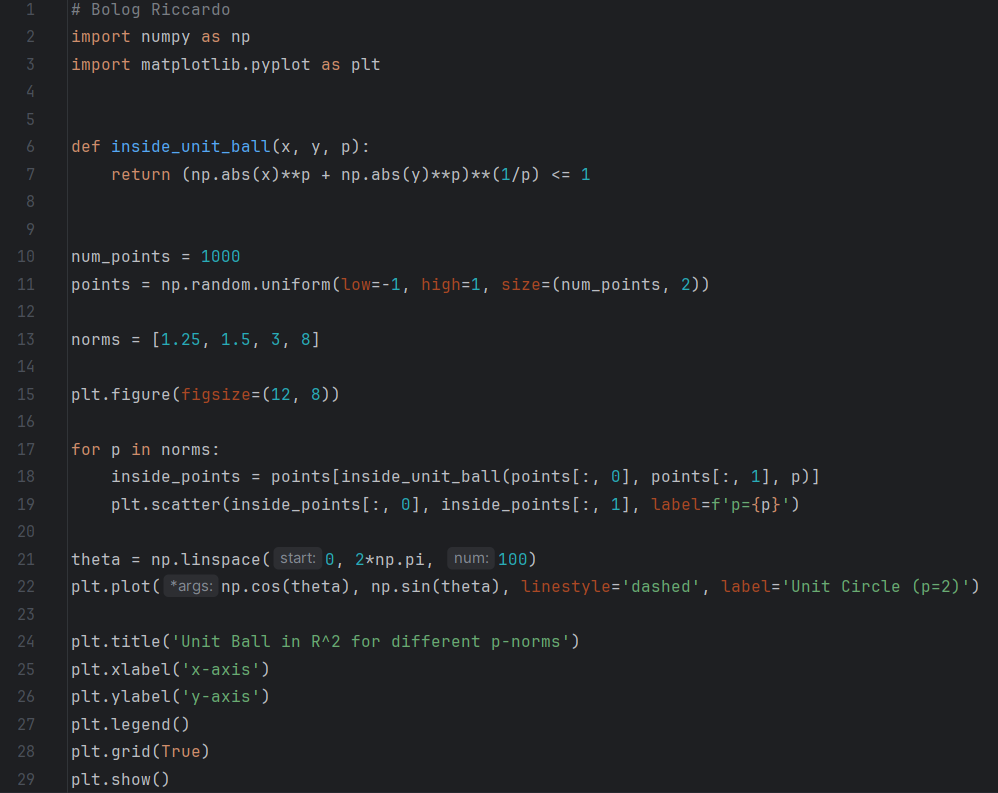 1 # Bolog Riccardo
2 import numpy as np
3 import matplotlib.pyplot as plt
4
5
6 def inside_unit_ball(x, y, p):
7     return (np.abs(x)**p + np.abs(y)**p)**(1/p) <= 1
8
9
10 num_points = 1000
11 points = np.random.uniform(low=-1, high=1, size=(num_points, 2))
12
13 norms = [1.25, 1.5, 3, 8]
14
15 plt.figure(figsize=(12, 8))
16
17 for p in norms:
18     inside_points = points[inside_unit_ball(points[:, 0], points[:, 1], p)]
19     plt.scatter(inside_points[:, 0], inside_points[:, 1], label=f'p={p}')
20
21 theta = np.linspace( start: 0, 2*np.pi, num: 100)
22 plt.plot( *args: np.cos(theta), np.sin(theta), linestyle='dashed', label='Unit Circle (p=2)')
23
24 plt.title('Unit Ball in R^2 for different p-norms')
25 plt.xlabel('x-axis')
26 plt.ylabel('y-axis')
27 plt.legend()
28 plt.grid(True)
29 plt.show()